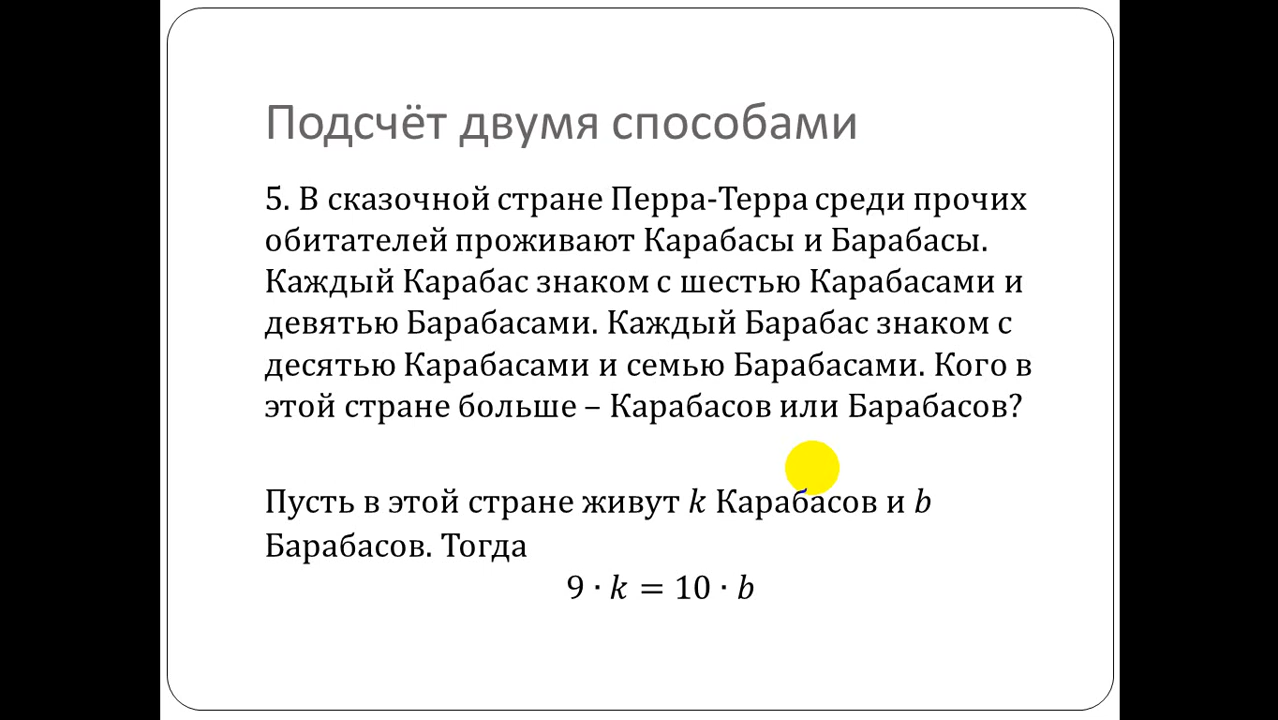 Подсчёт двумя способами
5. В сказочной стране Перра-Терра среди прочих
обитателей проживают Карабасы и Барабасы.
Каждый Карабас знаком с шестью Карабасами и
девятью Барабасами. Каждый Барабас знаком с
десятью Карабасами и семью Барабасами. Кого в
этой стране больше – Карабасов или Барабасов?
Пусть в этой стране живут k Карабасов и b
Барабасов. Тогда
9 · k = 10 · b